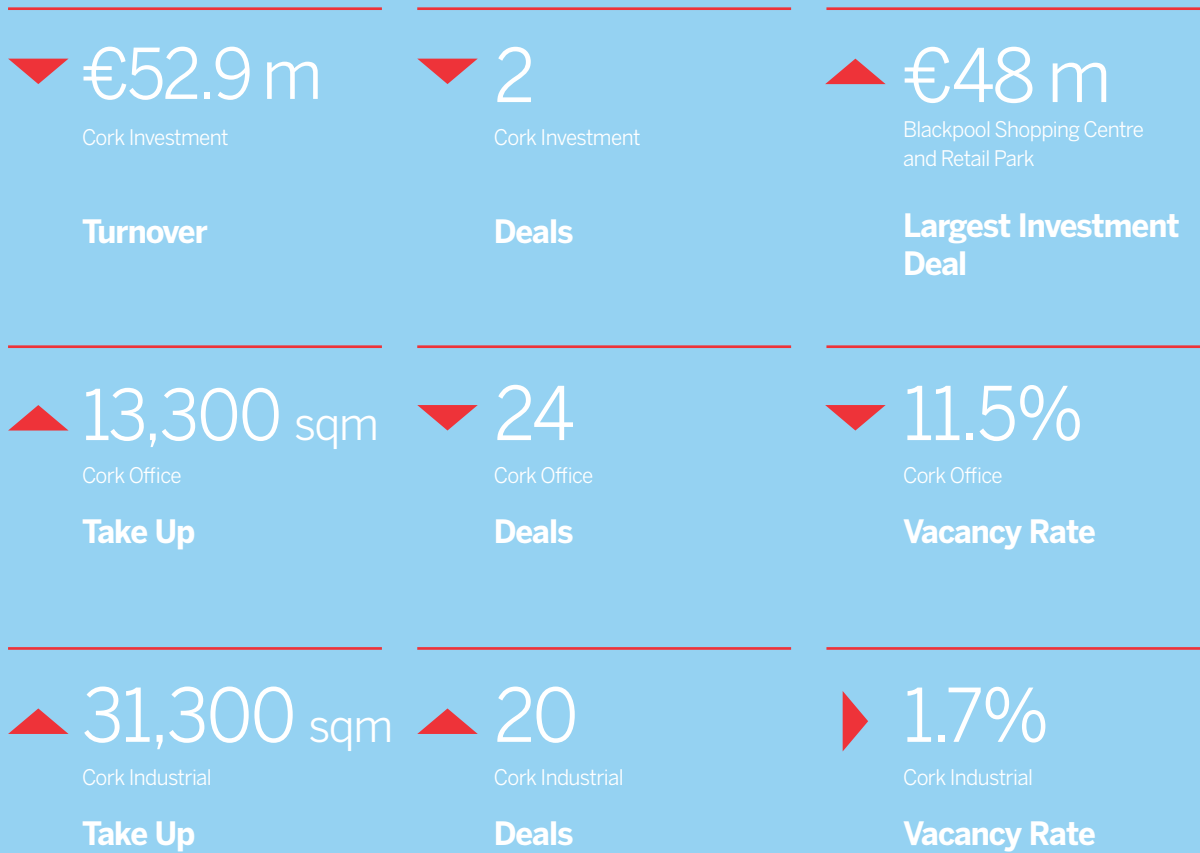 €52.9 m
Cork Investment
Turnover
2
Cork Investment
Deals
€48 m
Blackpool Shopping Centre
and Retail Park
Largest Investment
Deal
13,300 sqm
Cork Office
Take Up
24
Cork Office
Deals
11.5%
Cork Office
Vacancy Rate
31,300 sqm
Cork Industrial
Take Up
20
Cork Industrial
Deals
1.7%
Cork Industrial
Vacancy Rate